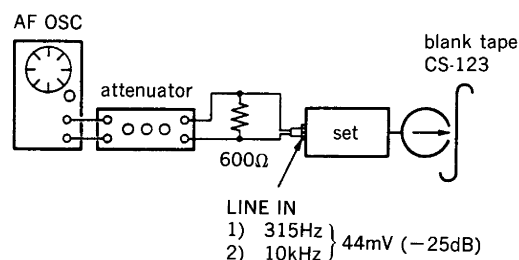 AF OSC
attenuator
600Ω
set
blank tape
CS-123
LINE IN
1) 315Hz
2) 10kHz } 44mV (−25dB)